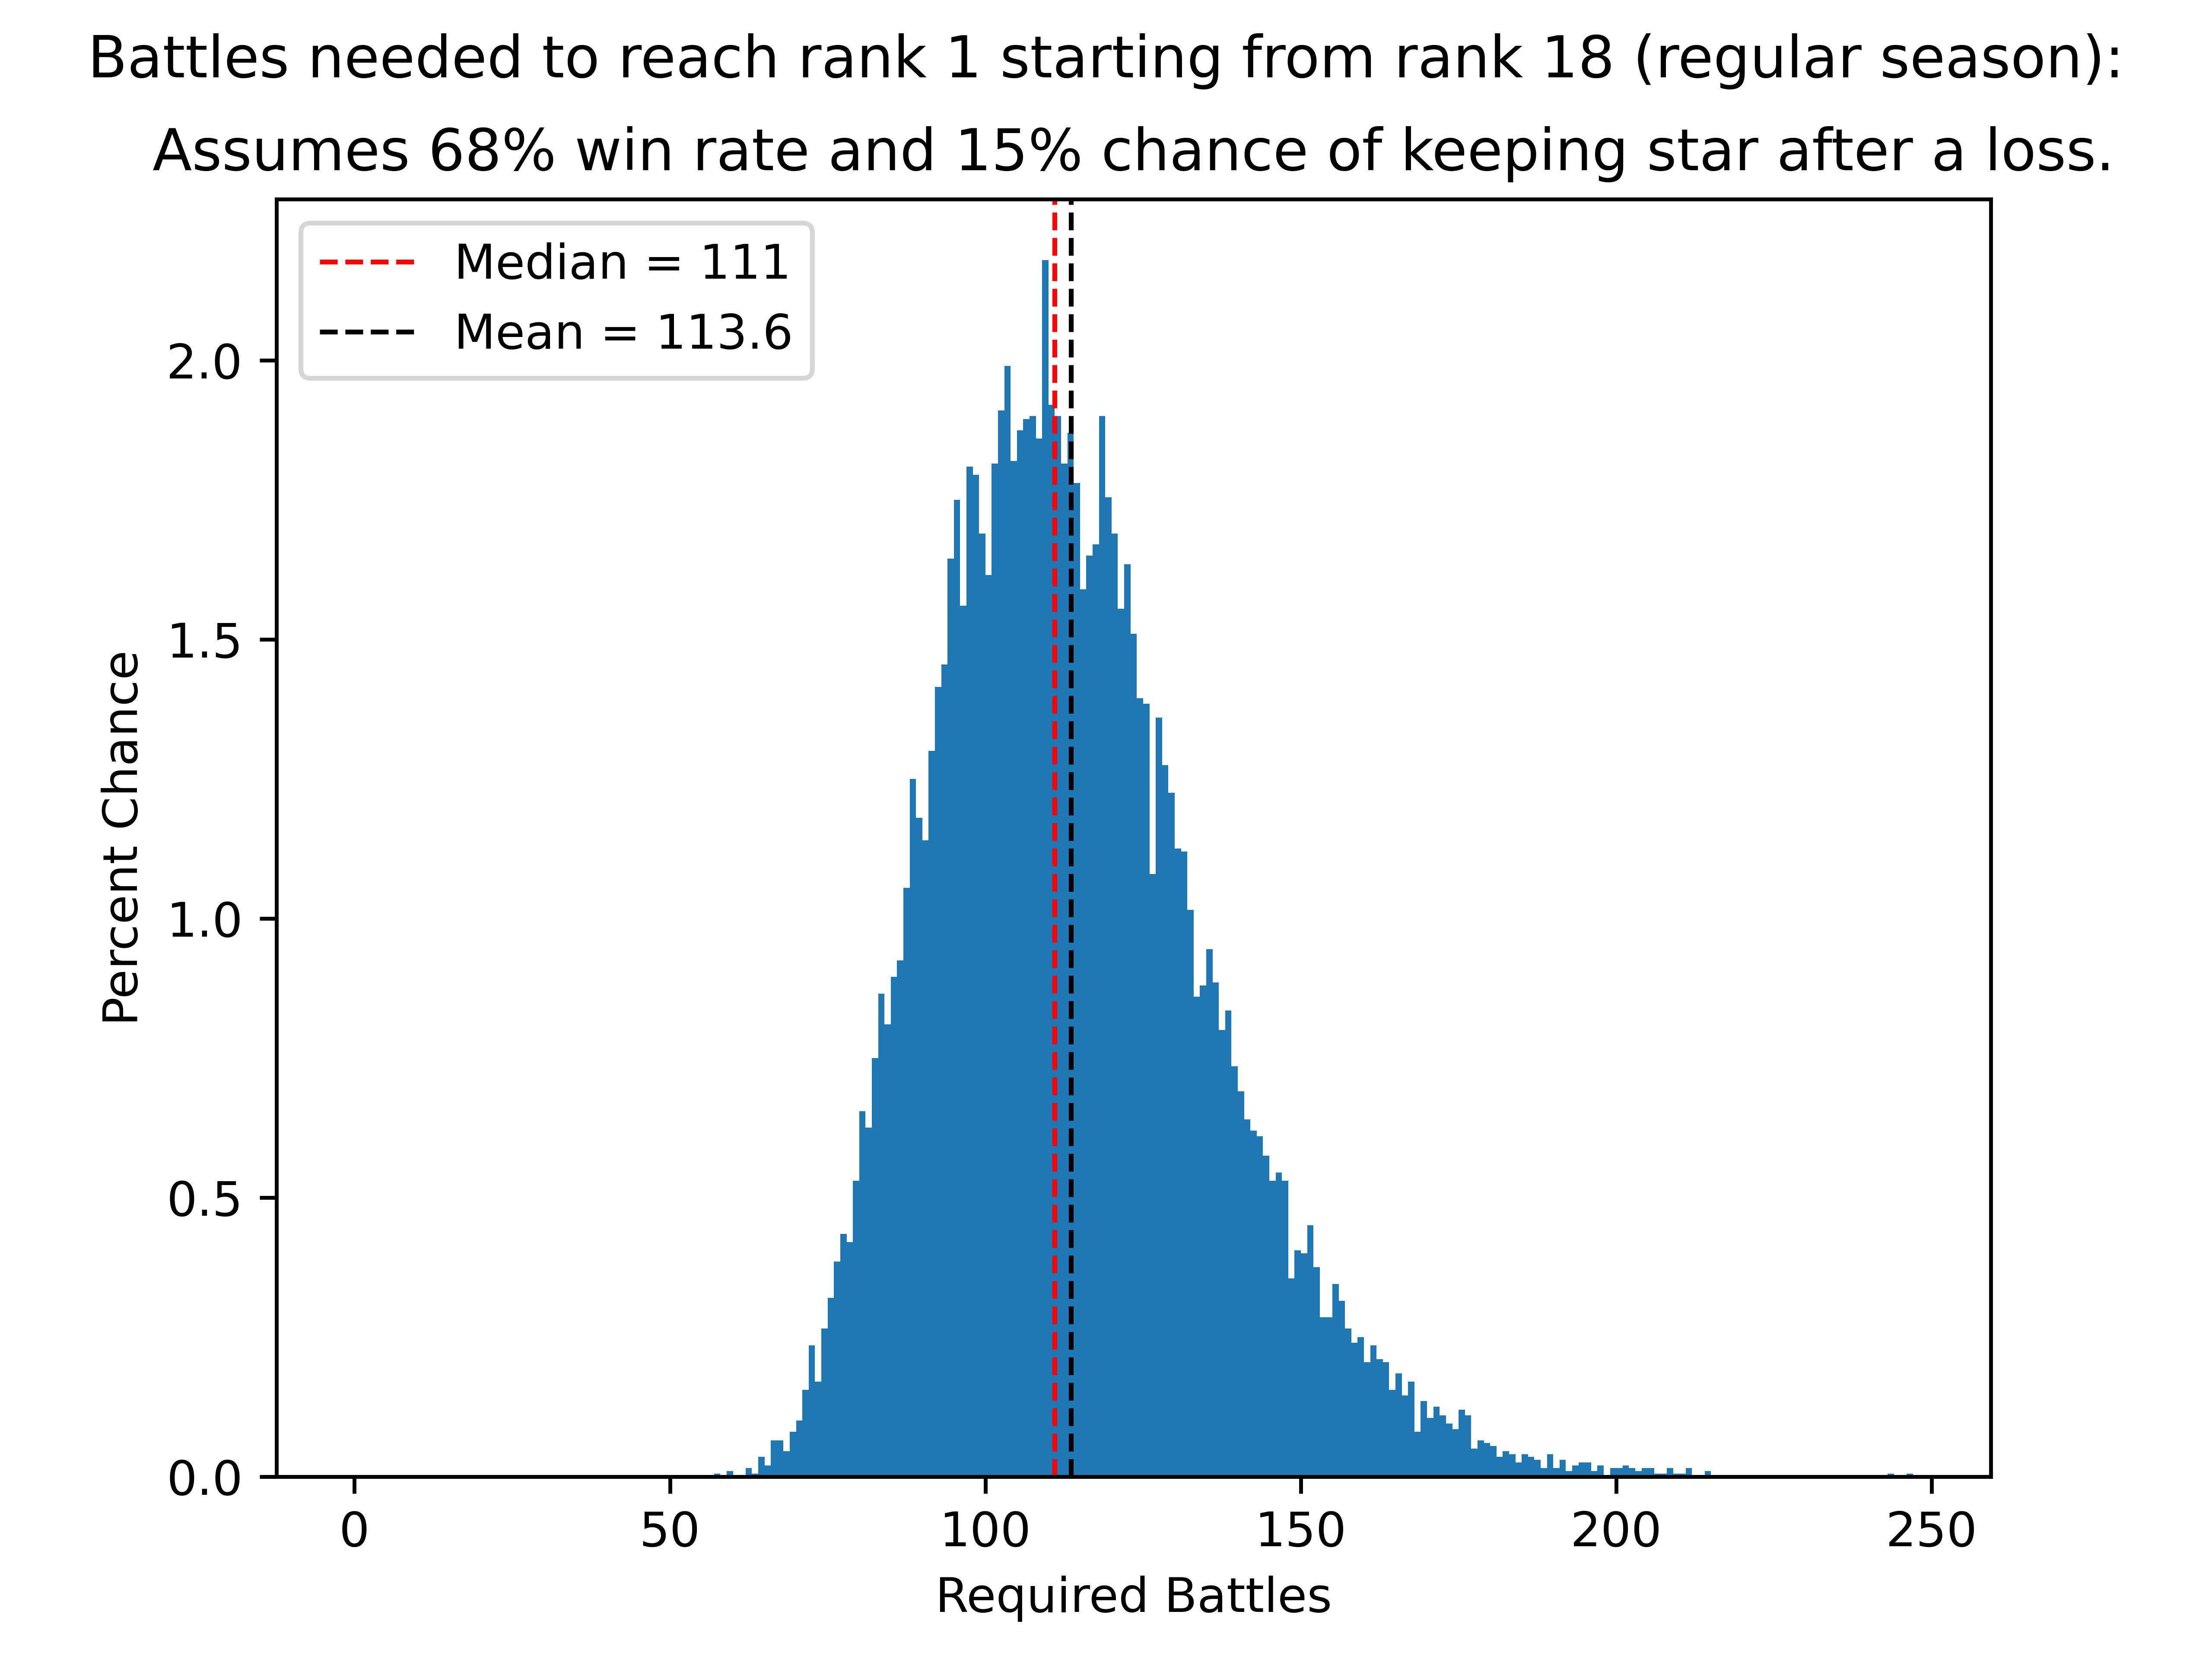 Battles needed to reach rank 1 starting from rank 18 (regular season):
Assumes 68% win rate and 15% chance of keeping star after a loss.
Median = 111
Mean = 113.6
2.0
1.5
1.0
0.5
0.0
Percent Chance
0 50 100 150 200 250
Required Battles